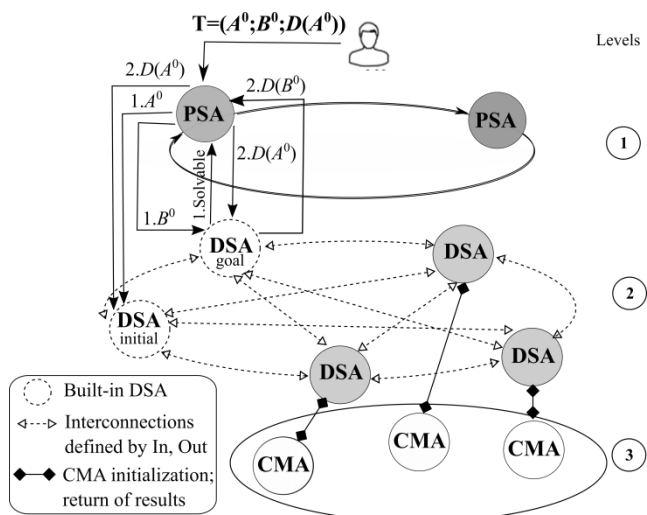 T=(A⁰;B⁰;D(A⁰))
Levels
2.D(A⁰)
2.D(B⁰)
1.A⁰
PSA
PSA
1
1.Solvable
2.D(A⁰)
1.B⁰
DSA
goal
DSA
2
DSA
initial
DSA
DSA
Built-in DSA
Interconnections
defined by In, Out
CMA initialization;
return of results
CMA
CMA
CMA
3